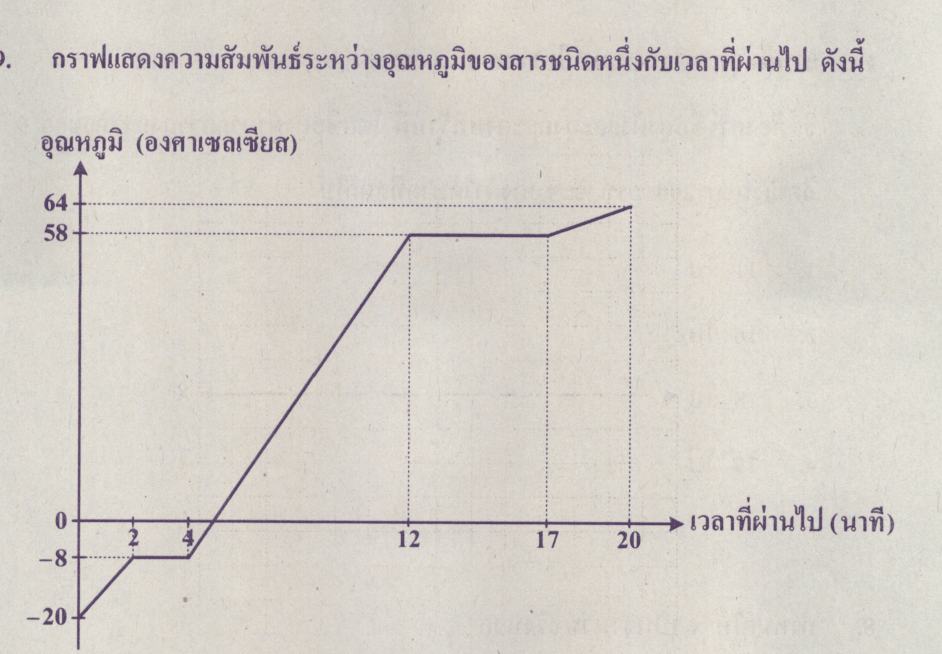 ๑. กราฟแสดงความสัมพันธ์ระหว่างอุณหภูมิของสารชนิดหนึ่งกับเวลาที่ผ่านไป ดังนี้
อุณหภูมิ (องศาเซลเซียส)
64
58
0
2 4 12 17 20
เวลาที่ผ่านไป (นาที)
-8
-20